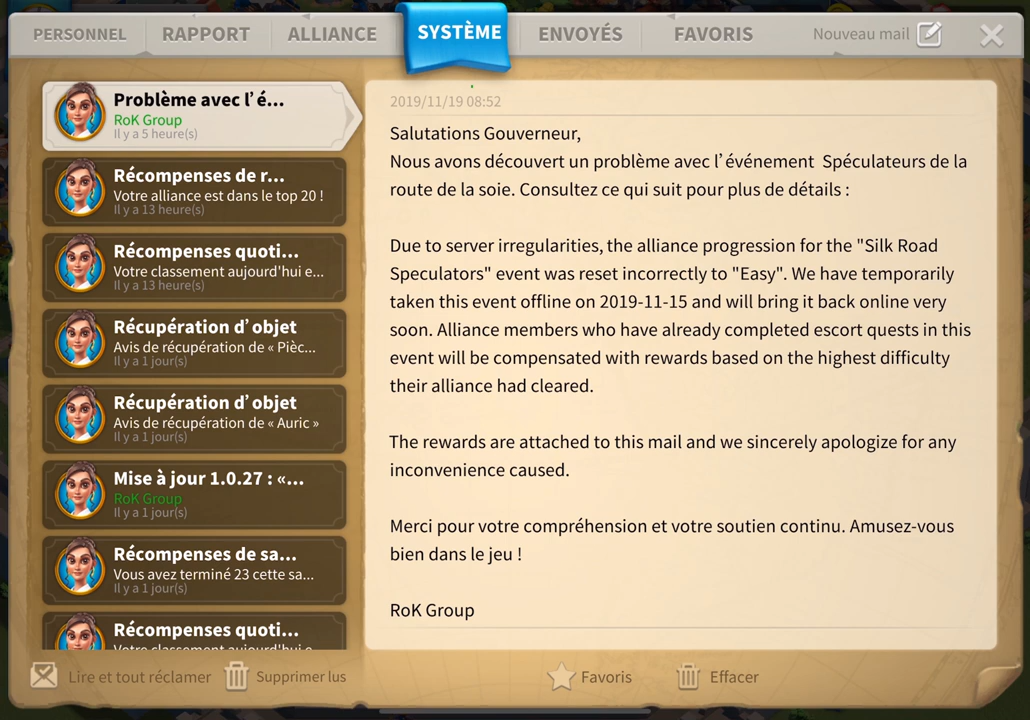 PERSONNEL
RAPPORT
ALLIANCE
SYSTÈME
ENVOYÉS
FAVORIS
Nouveau mail
Problème avec l'é...
RoK Group
Il y a 5 heure(s)
Récompenses de r...
Votre alliance est dans le top 20 !
Il y a 13 heure(s)
Récompenses quoti...
Votre classement aujourd'hui e...
Il y a 13 heure(s)
Récupération d'objet
Avis de récupération de « Pièc...
Il y a 1 jour(s)
Récupération d'objet
Avis de récupération de « Auric »
Il y a 1 jour(s)
Mise à jour 1.0.27 : «...
RoK Group
Il y a 1 jour(s)
Récompenses de sa...
Vous avez terminé 23 cette sa...
Il y a 1 jour(s)
Récompenses quoti...
Votre classement aujourd'hui e...
2019/11/19 08:52
Salutations Gouverneur,
Nous avons découvert un problème avec l'événement Spéculateurs de la
route de la soie. Consultez ce qui suit pour plus de détails :
Due to server irregularities, the alliance progression for the "Silk Road
Speculators" event was reset incorrectly to "Easy". We have temporarily
taken this event offline on 2019-11-15 and will bring it back online very
soon. Alliance members who have already completed escort quests in this
event will be compensated with rewards based on the highest difficulty
their alliance had cleared.
The rewards are attached to this mail and we sincerely apologize for any
inconvenience caused.
Merci pour votre compréhension et votre soutien continu. Amusez-vous
bien dans le jeu !
RoK Group
Lire et tout réclamer
Supprimer lus
Favoris
Effacer